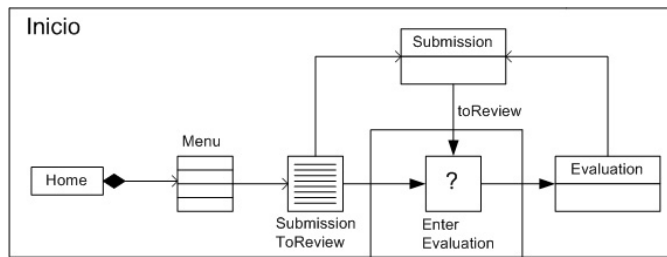 Inicio
Submission
toReview
Menu
Home
?
Evaluation
Submission
ToReview
Enter
Evaluation